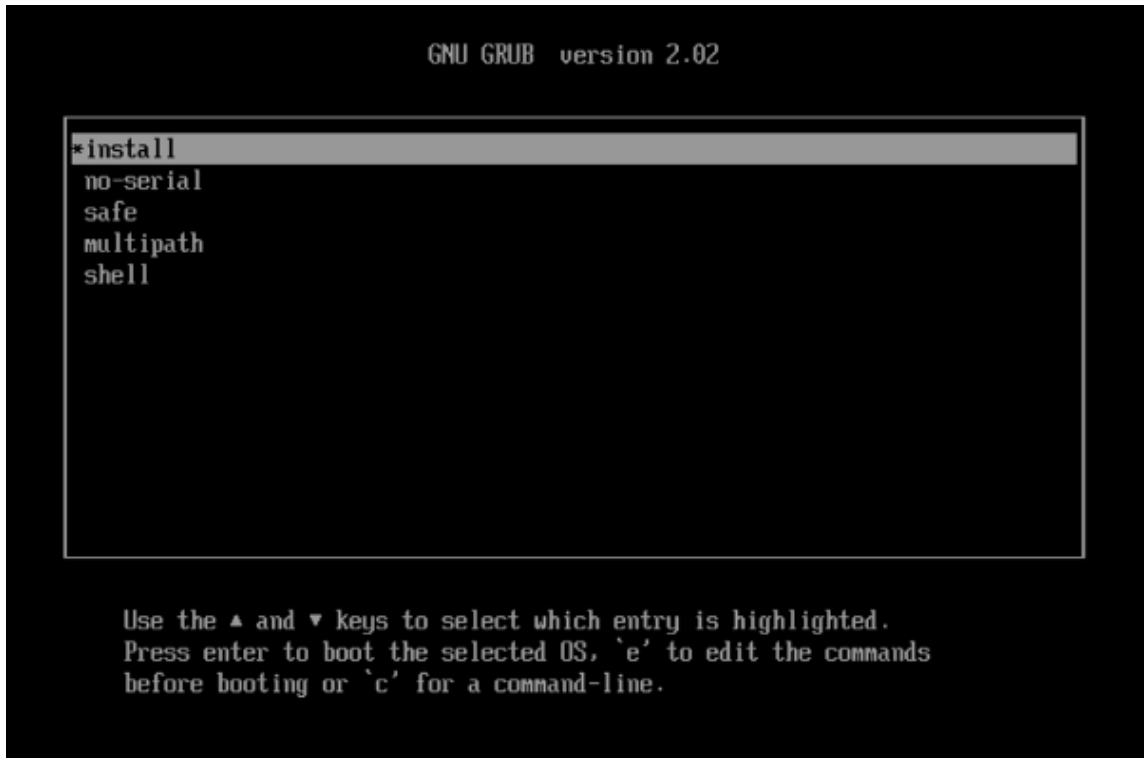 GNU GRUB  version 2.02
*install
no-serial
safe
multipath
shell
Use the ▲ and ▼ keys to select which entry is highlighted.
Press enter to boot the selected OS, `e' to edit the commands
before booting or `c' for a command-line.